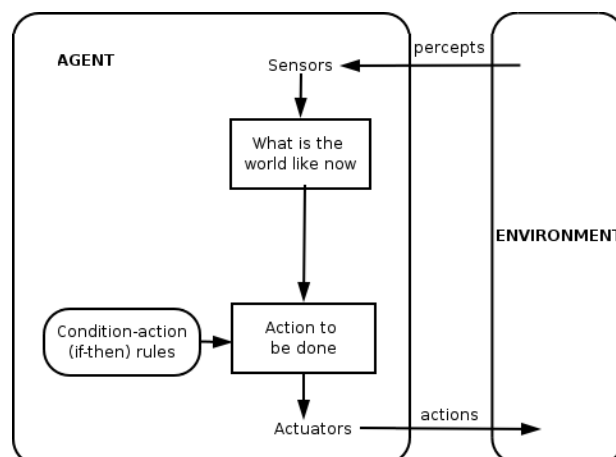 AGENT
percepts
Sensors
What is the
world like now
ENVIRONMENT
Condition-action
(if-then) rules
Action to
be done
Actuators
actions